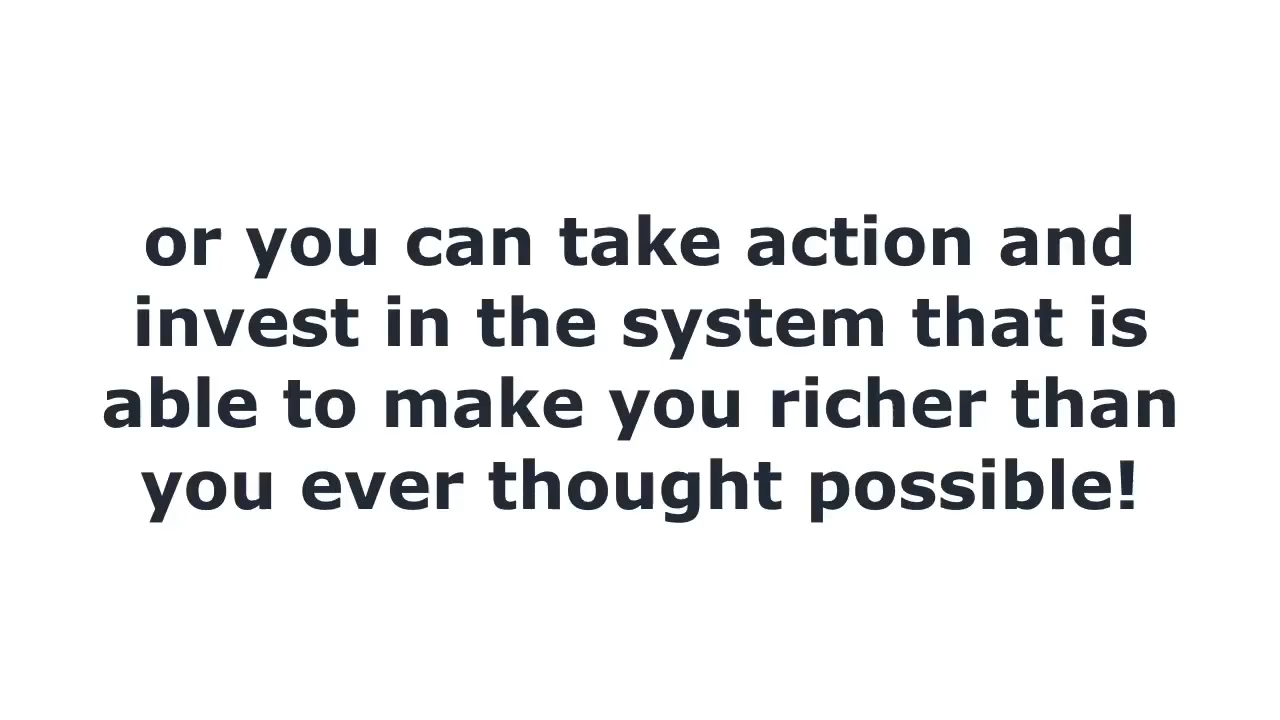 or you can take action and
invest in the system that is
able to make you richer than
you ever thought possible!